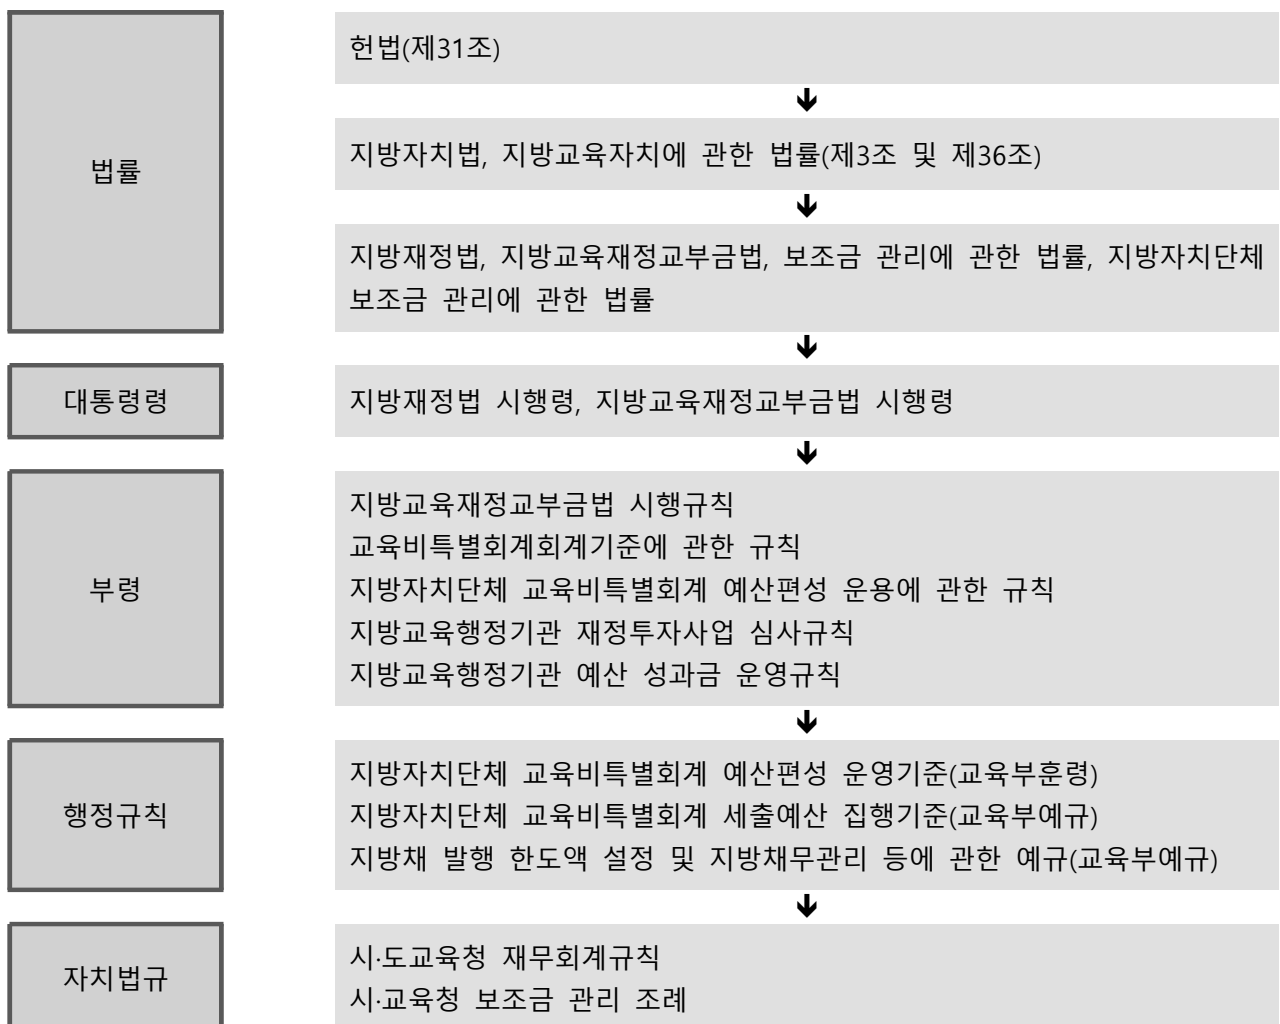 법률
헌법(제31조)
지방자치법, 지방교육자치에 관한 법률(제3조 및 제36조)
지방재정법, 지방교육재정교부금법, 보조금 관리에 관한 법률, 지방자치단체
보조금 관리에 관한 법률
대통령령
지방재정법 시행령, 지방교육재정교부금법 시행령
부령
지방교육재정교부금법 시행규칙
교육비특별회계회계기준에 관한 규칙
지방자치단체 교육비특별회계 예산편성 운용에 관한 규칙
지방교육행정기관 재정투자사업 심사규칙
지방교육행정기관 예산 성과금 운영규칙
행정규칙
지방자치단체 교육비특별회계 예산편성 운영기준(교육부훈령)
지방자치단체 교육비특별회계 세출예산 집행기준(교육부예규)
지방채 발행 한도액 설정 및 지방채무관리 등에 관한 예규(교육부예규)
자치법규
시·도교육청 재무회계규칙
시·교육청 보조금 관리 조례